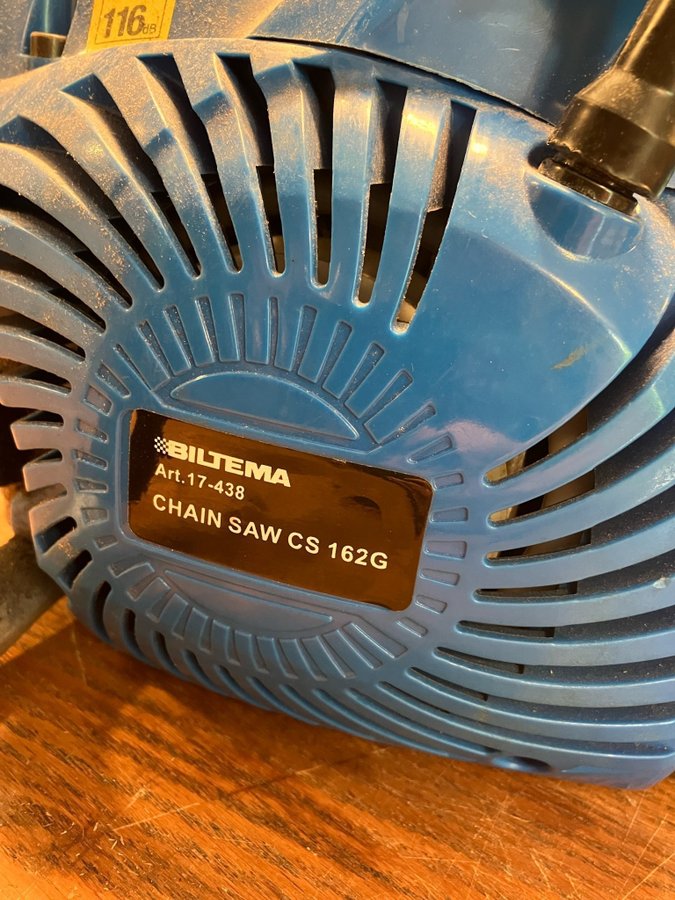 116dB
BILTEMA
Art.17-438
CHAIN SAW CS 162G